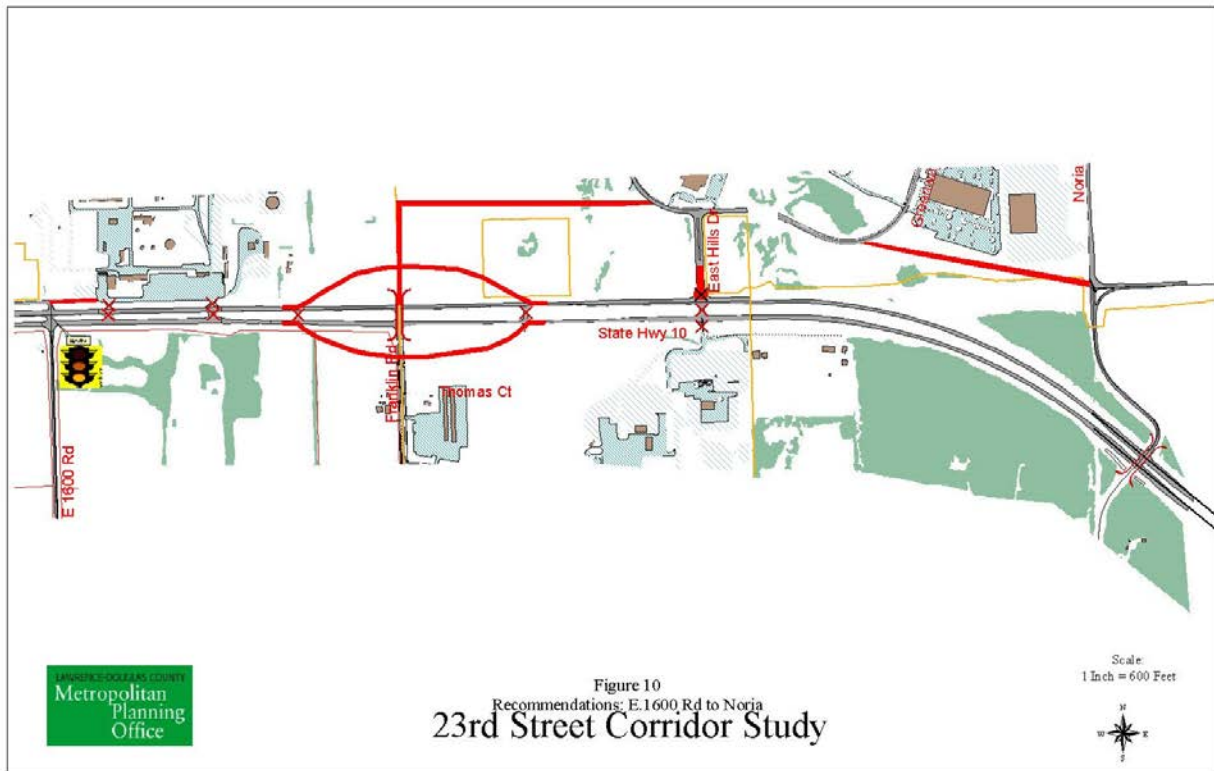 Noria
East Hills Dr
State Hwy 10
Franklin Rd
Thomas Ct
E 1600 Rd
LAWRENCE-DOUGLAS COUNTY
Metropolitan
Planning
Office
Figure 10
Recommendations: E.1600 Rd to Noria
23rd Street Corridor Study
Scale:
1 Inch = 600 Feet
N
W
E
S